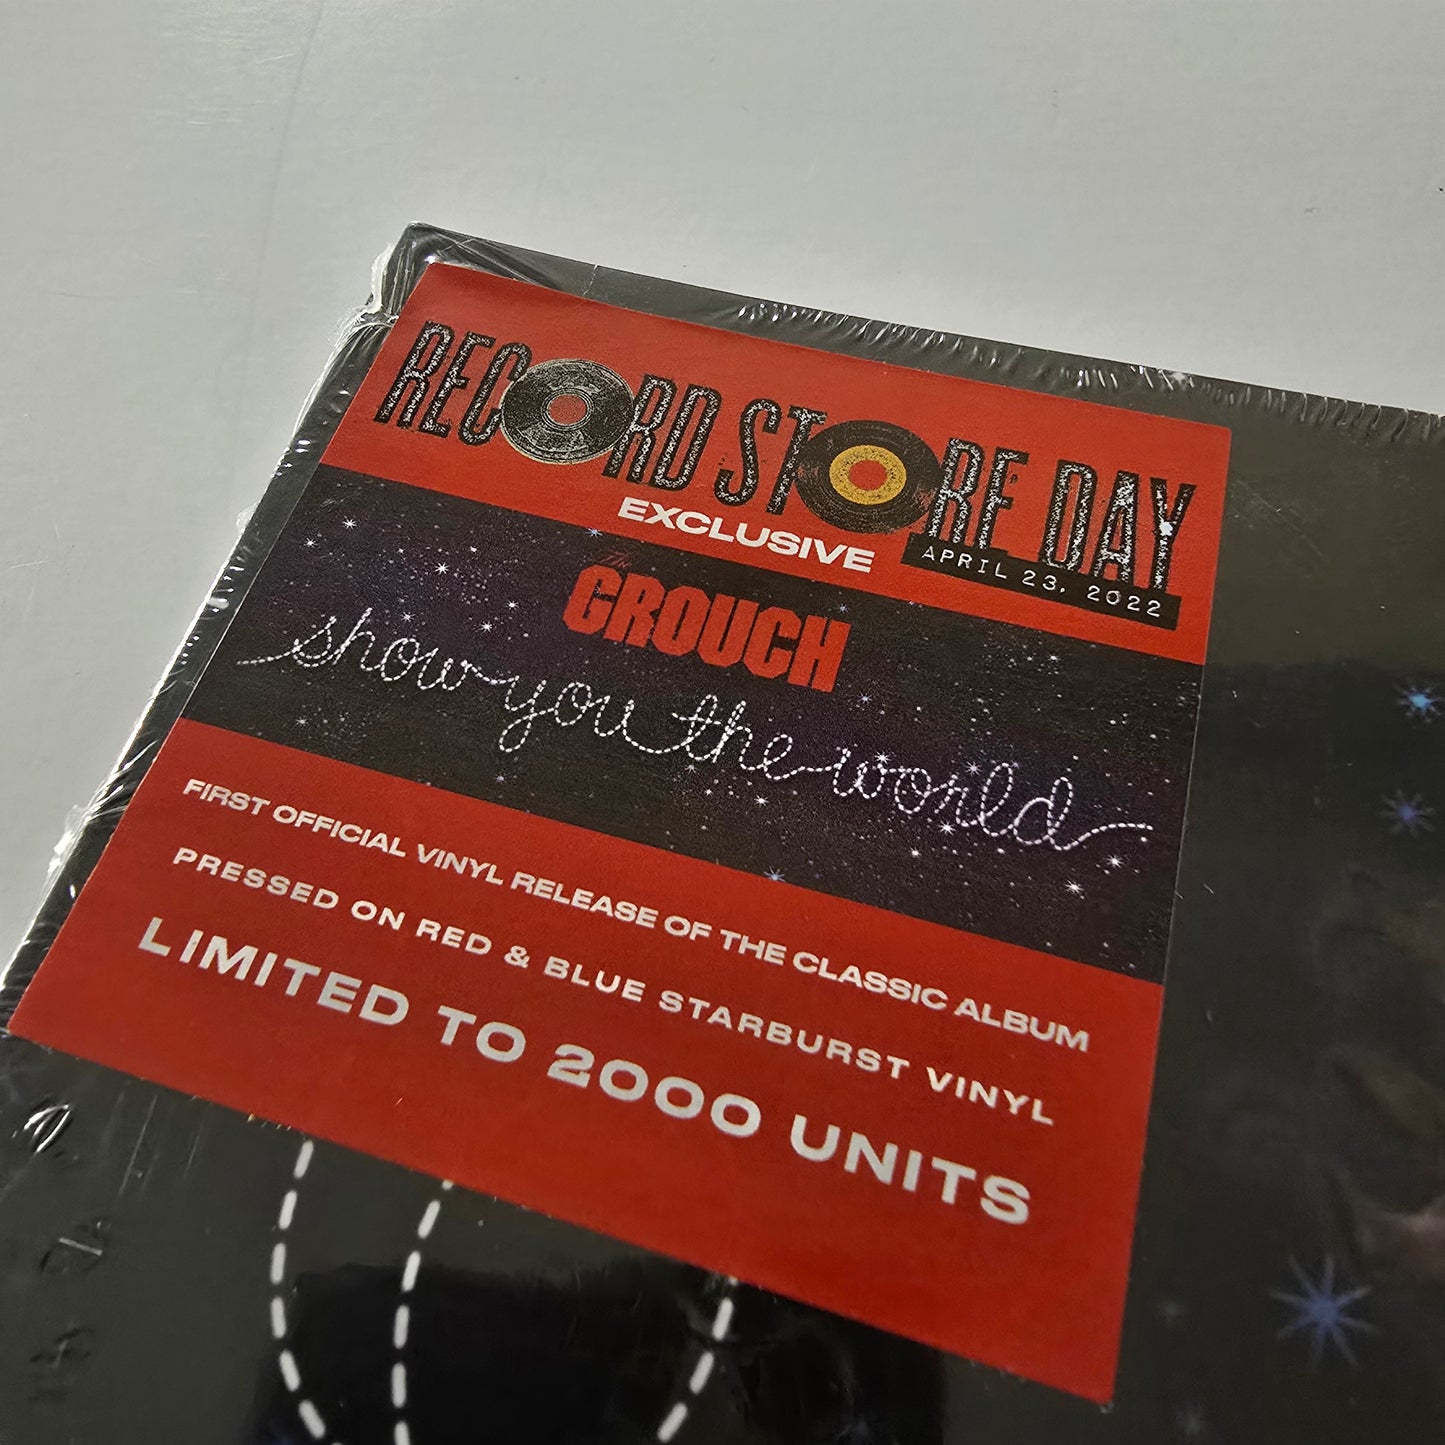 RECORD STORE DAY
EXCLUSIVE
APRIL 23, 2022
The
GROUCH
show you the world
FIRST OFFICIAL VINYL RELEASE OF THE CLASSIC ALBUM
PRESSED ON RED & BLUE STARBURST VINYL
LIMITED TO 2000 UNITS